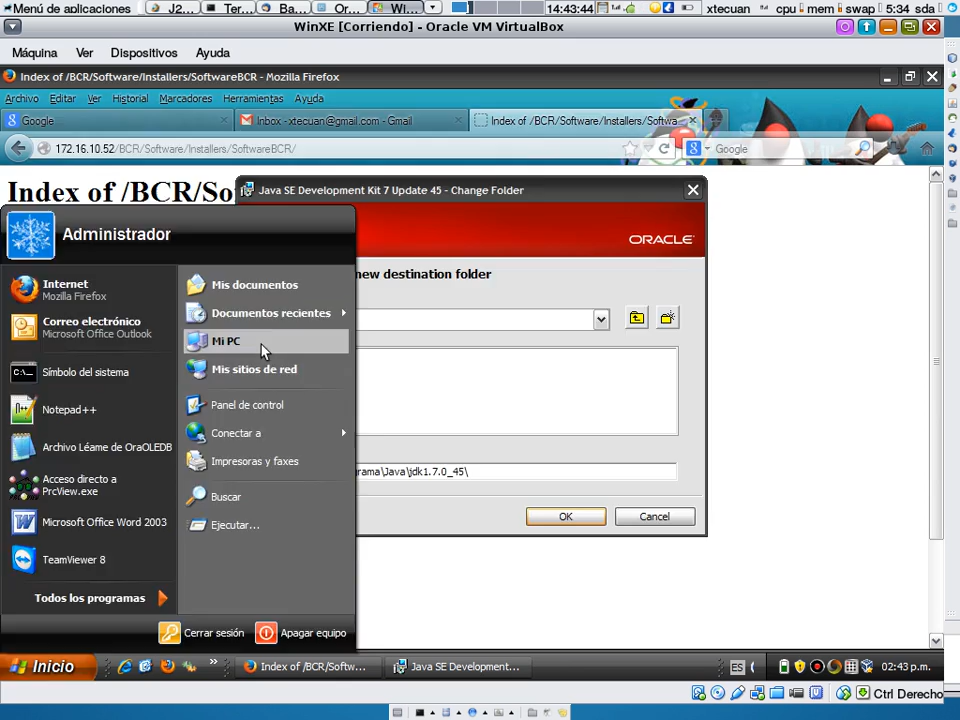 Menú de aplicaciones
J2...
Ter...
Ba...
Or...
Wi...
14:43:44
xtecuan
cpu
mem
swap
5:34
sda
WinXE [Corriendo] - Oracle VM VirtualBox
Máquina
Ver
Dispositivos
Ayuda
Index of /BCR/Software/Installers/SoftwareBCR - Mozilla Firefox
Archivo
Editar
Ver
Historial
Marcadores
Herramientas
Ayuda
Google
Inbox - xtecuan@gmail.com - Gmail
Index of /BCR/Software/Installers/Softwa...
172.16.10.52/BCR/Software/Installers/SoftwareBCR/
Google
Index of /BCR/So
Java SE Development Kit 7 Update 45 - Change Folder
ORACLE
new destination folder
rama\Java\jdk1.7.0_45\
OK
Cancel
Administrador
Internet
Mozilla Firefox
Correo electrónico
Microsoft Office Outlook
Símbolo del sistema
Notepad++
Archivo Léame de OraOLEDB
Acceso directo a
PrcView.exe
Microsoft Office Word 2003
TeamViewer 8
Todos los programas
Mis documentos
Documentos recientes
Mi PC
Mis sitios de red
Panel de control
Conectar a
Impresoras y faxes
Buscar
Ejecutar...
Cerrar sesión
Apagar equipo
Inicio
Index of /BCR/Softw...
Java SE Development...
ES
02:43 p.m.
Ctrl Derecho